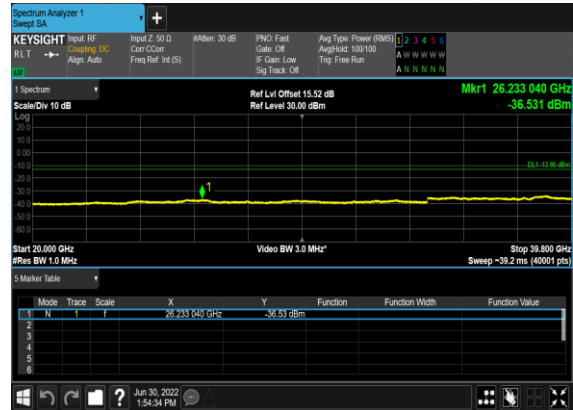 Spectrum Analyzer 1
Swept SA
+
KEYSIGHT Input: RF Input Z: 50 Ω #Atten: 30 dB PNO: Fast Avg Type: Power (RMS) 1 2 3 4 5 6
RLT Coupling: DC Corr CCorr Gate: Off Avg|Hold: 100/100 A W W W W W
Align: Auto Freq Ref: Int (S) IF Gain: Low Trig: Free Run
Sig Track: Off A N N N N N
1 Spectrum Ref Lvl Offset 15.52 dB Mkr1 26.233 040 GHz
Scale/Div 10 dB Ref Level 30.00 dBm -36.531 dBm
Log
20.0
10.0
0.00
-10.0 DL1 -13.00 dBm
-20.0
-30.0 1
-40.0
-50.0
-60.0
Start 20.000 GHz Video BW 3.0 MHz* Stop 39.800 GHz
#Res BW 1.0 MHz Sweep ~39.2 ms (40001 pts)
5 Marker Table
Mode Trace Scale X Y Function Function Width Function Value
1 N 1 f 26.233 040 GHz -36.53 dBm
2
3
4
5
6
? Jun 30, 2022
1:54:34 PM